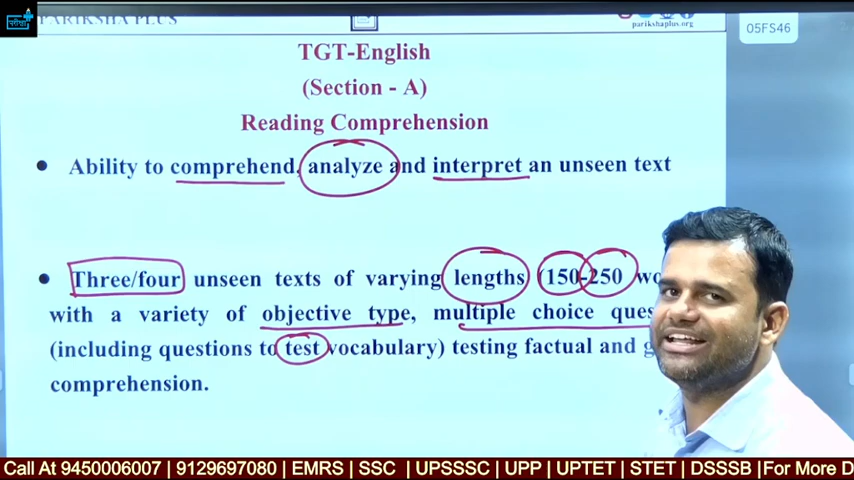 परीक्षा
PARIKSHA PLUS
parikshaplus.org
05FS46
TGT-English
(Section - A)
Reading Comprehension
• Ability to comprehend, analyze and interpret an unseen text
• Three/four unseen texts of varying lengths (150-250
with a variety of objective type, multiple choice
(including questions to test vocabulary) testing factual and
comprehension.
Call At 9450006007 | 9129697080 | EMRS | SSC | UPSSSC | UPP | UPTET | STET | DSSSB |For More D